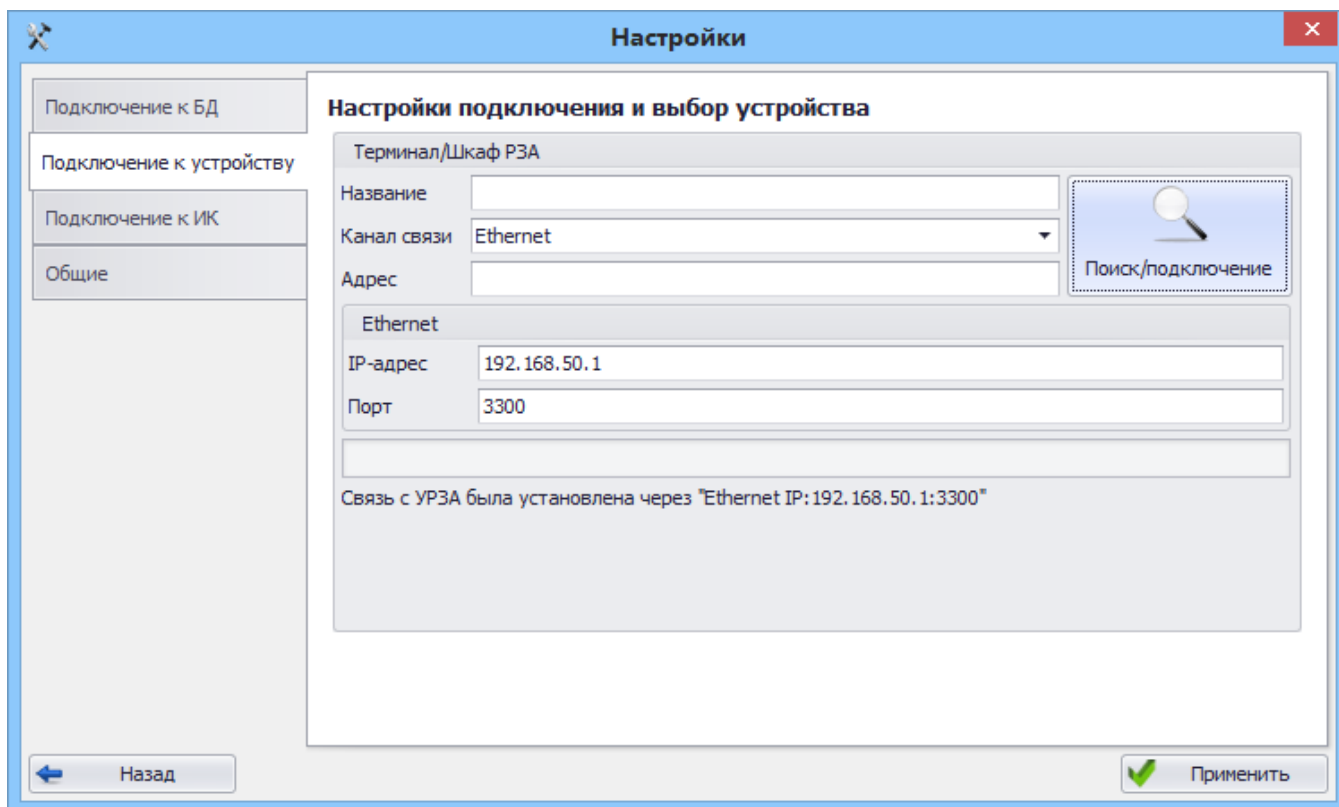 Настройки
Подключение к БД
Подключение к устройству
Подключение к ИК
Общие
Настройки подключения и выбор устройства
Терминал/Шкаф РЗА
Название
Канал связи Ethernet
Адрес
Поиск/подключение
Ethernet
IP-адрес 192.168.50.1
Порт 3300
Связь с УРЗА была установлена через "Ethernet IP:192.168.50.1:3300"
Назад
Применить